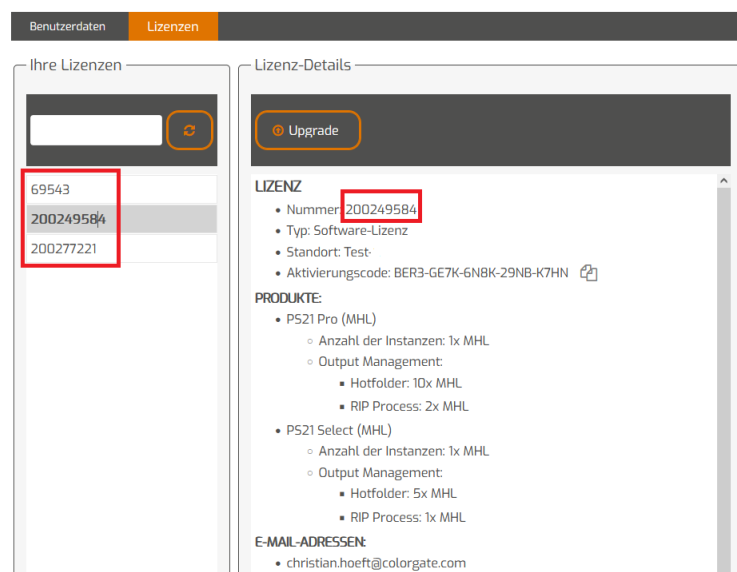 Benutzerdaten Lizenzen
Ihre Lizenzen
69543
200249584
200277221
Lizenz-Details
Upgrade
LIZENZ
• Nummer: 200249584
• Typ: Software-Lizenz
• Standort: Test-
• Aktivierungscode: BER3-GE7K-6N8K-29NB-K7HN
PRODUKTE:
• PS21 Pro (MHL)
○ Anzahl der Instanzen: 1x MHL
○ Output Management:
▪ Hotfolder: 10x MHL
▪ RIP Process: 2x MHL
• PS21 Select (MHL)
○ Anzahl der Instanzen: 1x MHL
○ Output Management:
▪ Hotfolder: 5x MHL
▪ RIP Process: 1x MHL
E-MAIL-ADRESSEN:
• christian.hoeft@colorgate.com